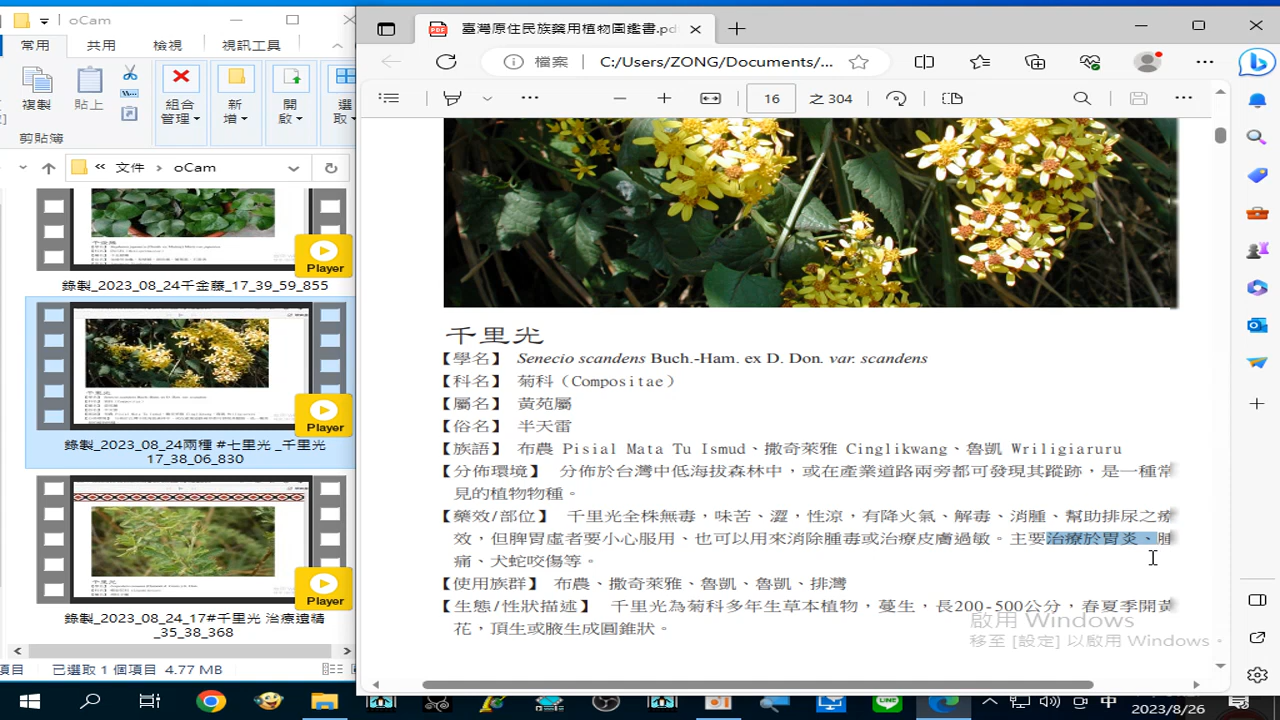 oCam
臺灣原住民族藥用植物圖鑑書.pdf
常用 共用 檢視 視訊工具
檔案 C:/Users/ZONG/Documents/...
複製 貼上 組合管理 新增 開啟 選取
剪貼簿
16 之 304
文件 oCam
Player
錄製_2023_08_24千金藤_17_39_59_855
Player
錄製_2023_08_24兩種 #七里光 _千里光
17_38_06_830
Player
錄製_2023_08_24_17#千里光 治療遺精
_35_38_368
項目 已選取 1 個項目 4.77 MB
千里光
【學名】 Senecio scandens Buch.-Ham. ex D. Don. var. scandens
【科名】 菊科（Compositae）
【屬名】 黃菀屬
【俗名】 半天雷
【族語】 布農 Pisial Mata Tu Ismud、撒奇萊雅 Cinglikwang、魯凱 Wriligiaruru
【分佈環境】 分佈於台灣中低海拔森林中，或在產業道路兩旁都可發現其蹤跡，是一種常
見的植物物種。
【藥效/部位】 千里光全株無毒，味苦、澀，性涼，有降火氣、解毒、消腫、幫助排尿之療
效，但脾胃虛者要小心服用、也可以用來消除腫毒或治療皮膚過敏。主要治療於胃炎、腫
痛、犬蛇咬傷等。
【使用族群】 布農、撒奇萊雅、魯凱、魯凱、排灣
【生態/性狀描述】 千里光為菊科多年生草本植物，蔓生，長200-500公分，春夏季開黃
花，頂生或腋生成圓錐狀。
啟用 Windows
移至 [設定] 以啟用 Windows。
中
2023/8/26